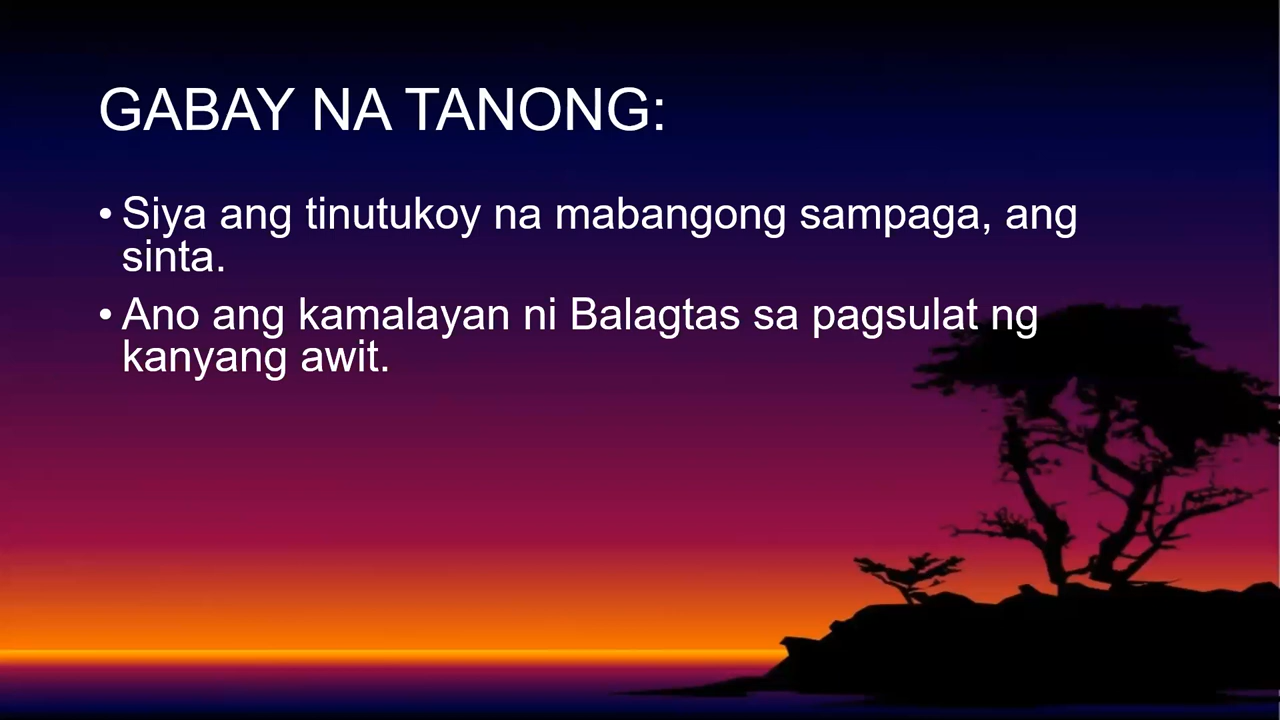 GABAY NA TANONG:
• Siya ang tinutukoy na mabangong sampaga, ang
sinta.
• Ano ang kamalayan ni Balagtas sa pagsulat ng
kanyang awit.